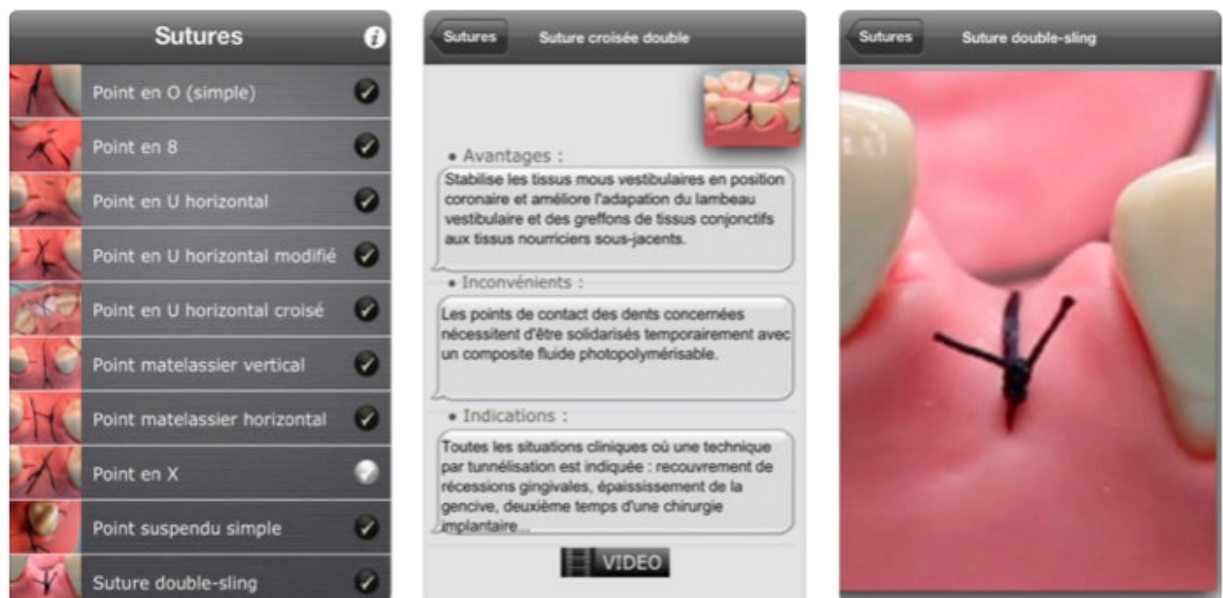 Sutures
Point en O (simple)
Point en 8
Point en U horizontal
Point en U horizontal modifié
Point en U horizontal croisé
Point matelassier vertical
Point matelassier horizontal
Point en X
Point suspendu simple
Suture double-sling
Sutures
Suture croisée double
• Avantages :
Stabilise les tissus mous vestibulaires en position
coronaire et améliore l'adapation du lambeau
vestibulaire et des greffons de tissus conjonctifs
aux tissus nourriciers sous-jacents.
• Inconvénients :
Les points de contact des dents concernées
nécessitent d'être solidarisés temporairement avec
un composite fluide photopolymérisable.
• Indications :
Toutes les situations cliniques où une technique
par tunnélisation est indiquée : recouvrement de
récessions gingivales, épaississement de la
gencive, deuxième temps d'une chirurgie
implantaire...
VIDEO
Sutures
Suture double-sling